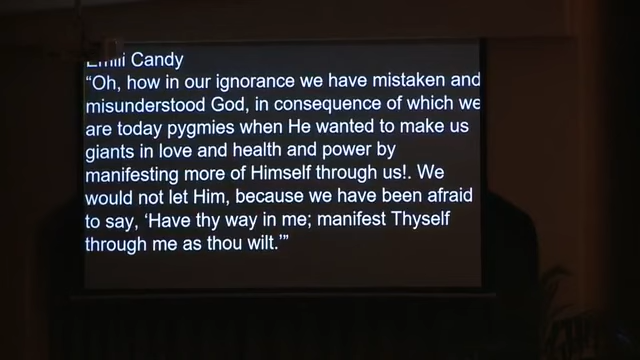 Candy
“Oh, how in our ignorance we have mistaken and
misunderstood God, in consequence of which we
are today pygmies when He wanted to make us
giants in love and health and power by
manifesting more of Himself through us!. We
would not let Him, because we have been afraid
to say, ‘Have thy way in me; manifest Thyself
through me as thou wilt.’”